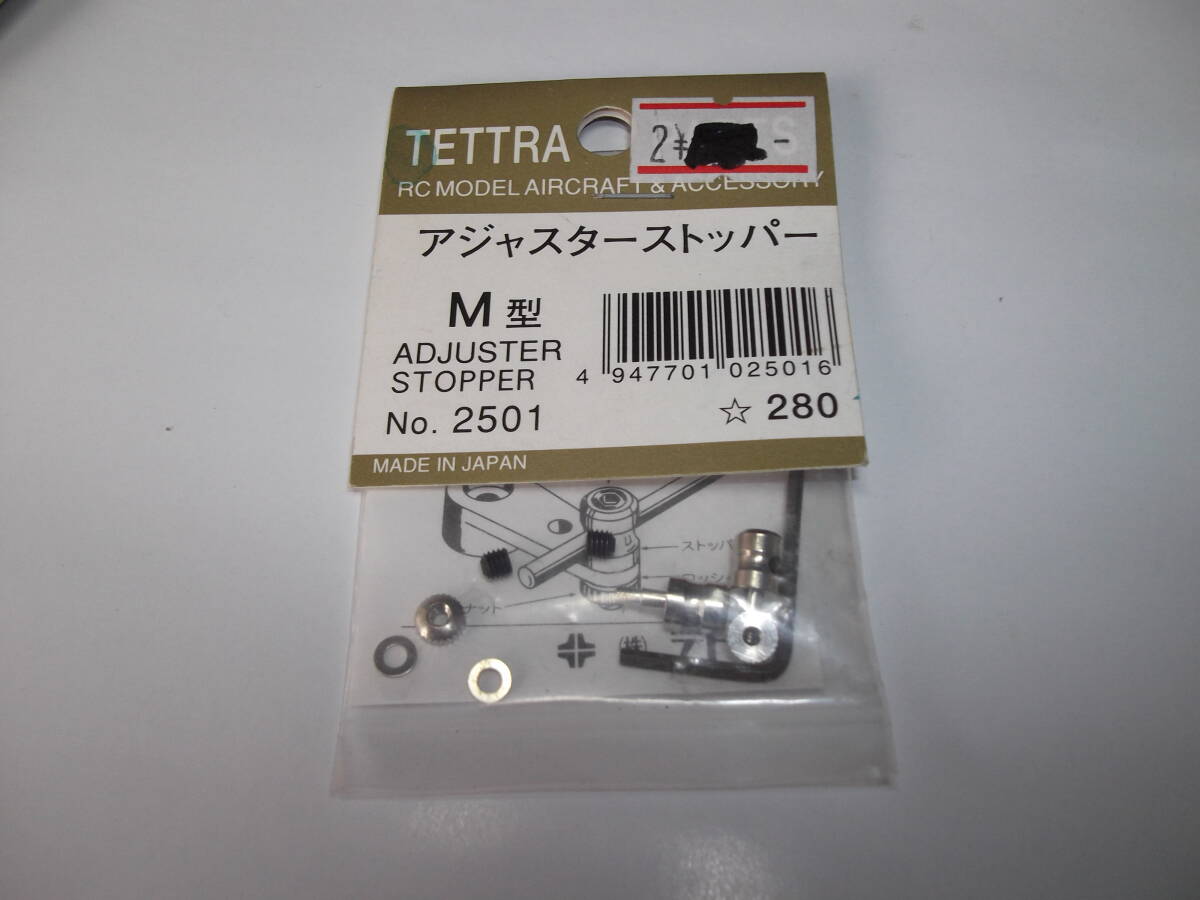 TETTRA
2¥ -
RC MODEL AIRCRAFT & ACCESSORY
アジャスターストッパー
M型
ADJUSTER
STOPPER
4 947701 025016
No. 2501
☆ 280
MADE IN JAPAN
ストッパ
ナット
(株)